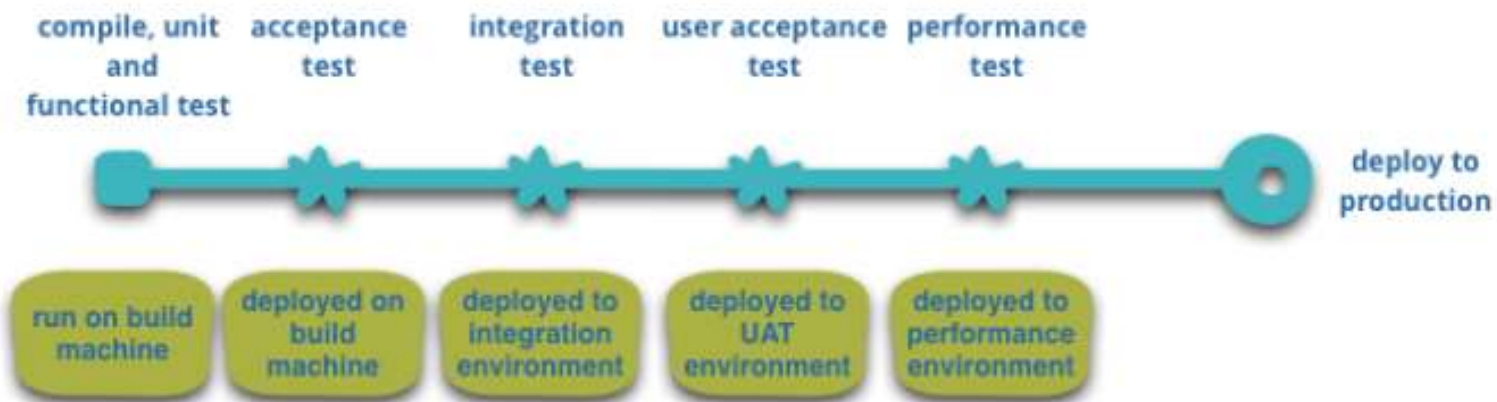 compile, unit
and
functional test
acceptance
test
integration
test
user acceptance
test
performance
test
deploy to
production
run on build
machine
deployed on
build
machine
deployed to
integration
environment
deployed to
UAT
environment
deployed to
performance
environment